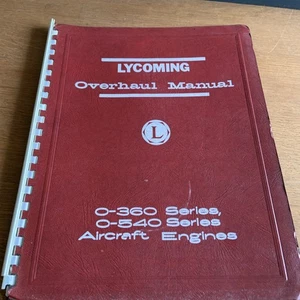 LYCOMING
Overhaul Manual
L
O-360 Series,
O-540 Series
Aircraft Engines